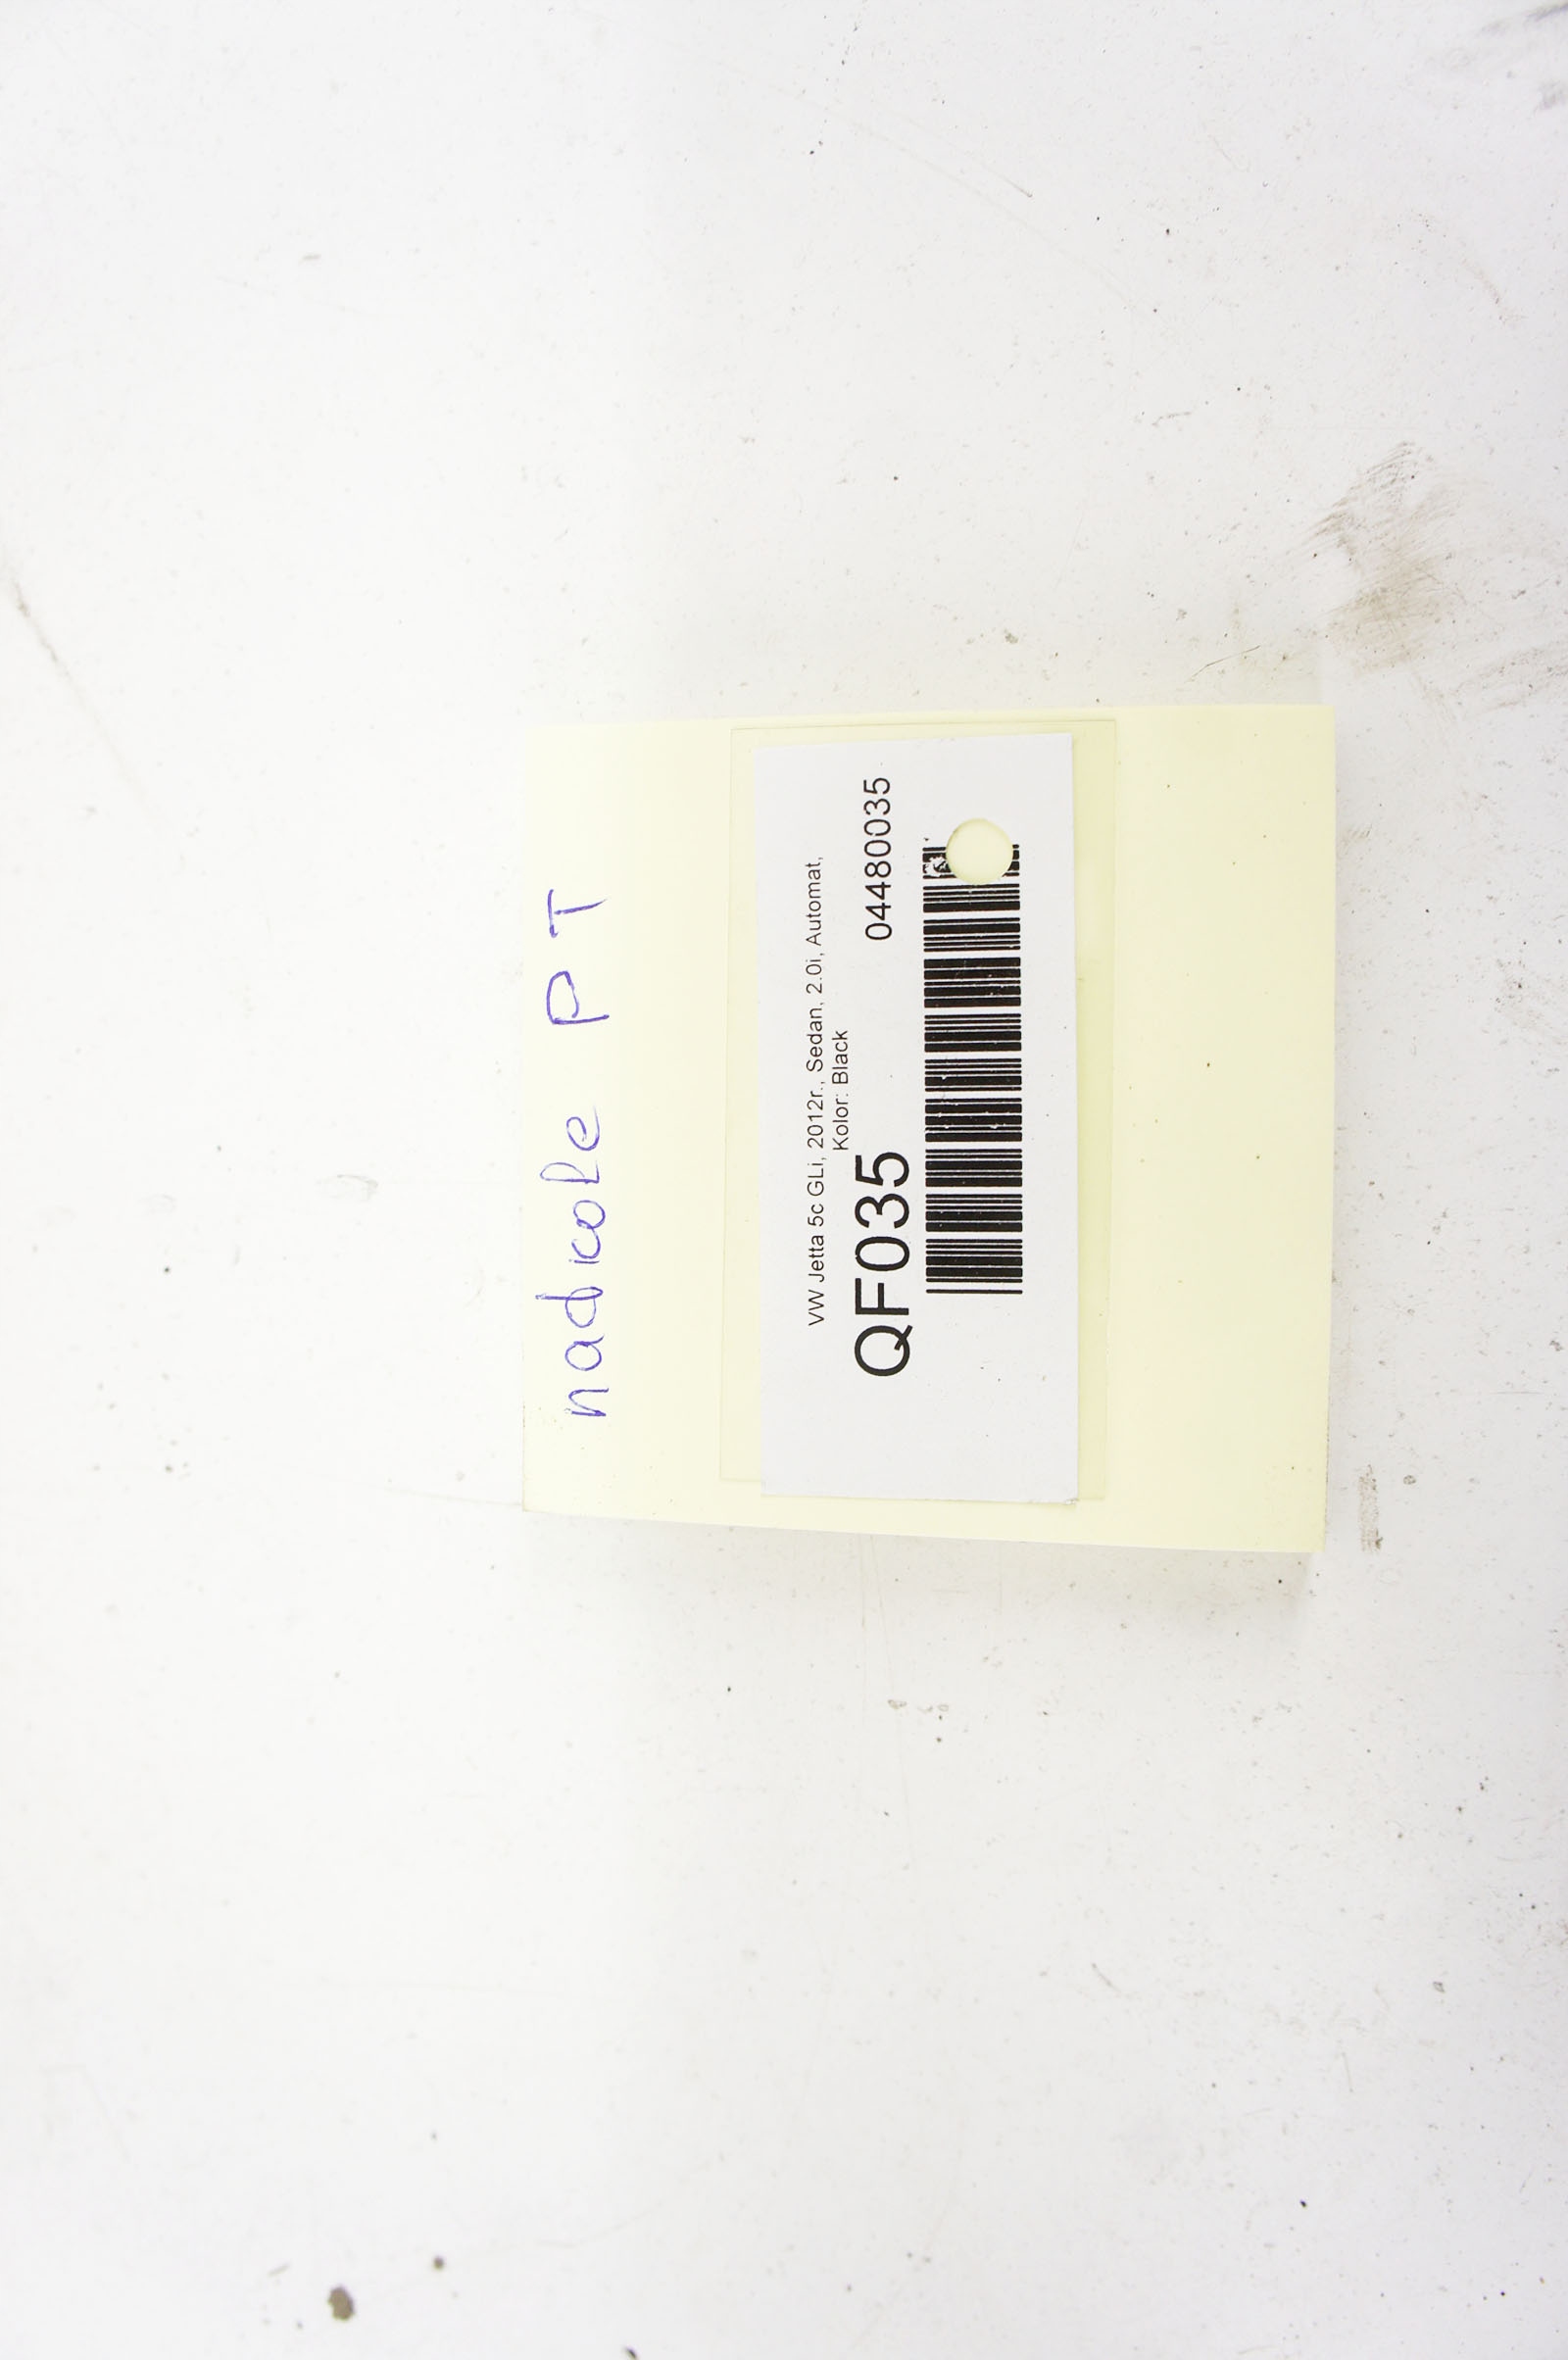 nadkole PT
VW Jetta 5c GLi, 2012r., Sedan, 2.0i, Automat,
Kolor: Black
QF035 04480035